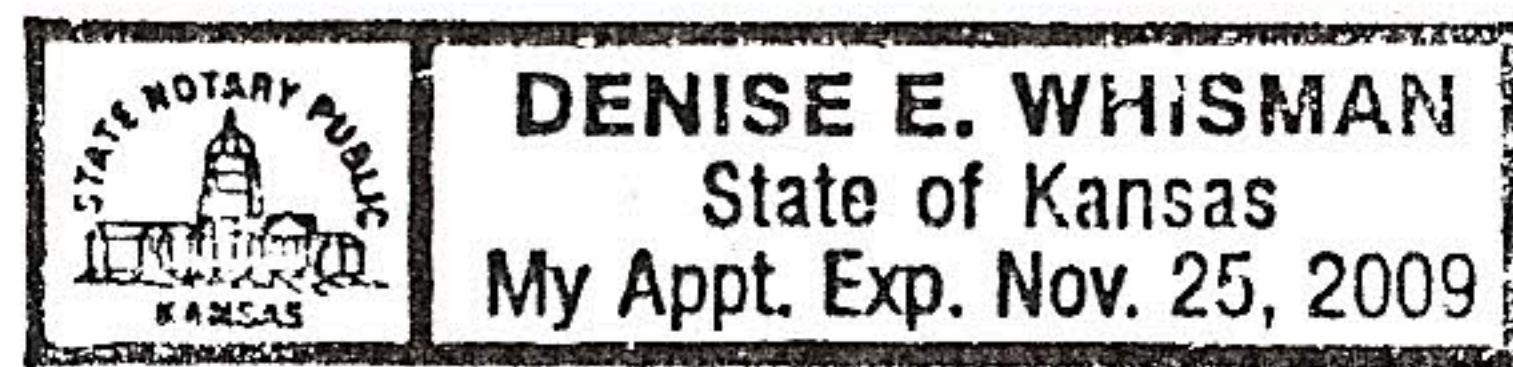 STATE NOTARY PUBLIC
KANSAS
DENISE E. WHISMAN
State of Kansas
My Appt. Exp. Nov. 25, 2009